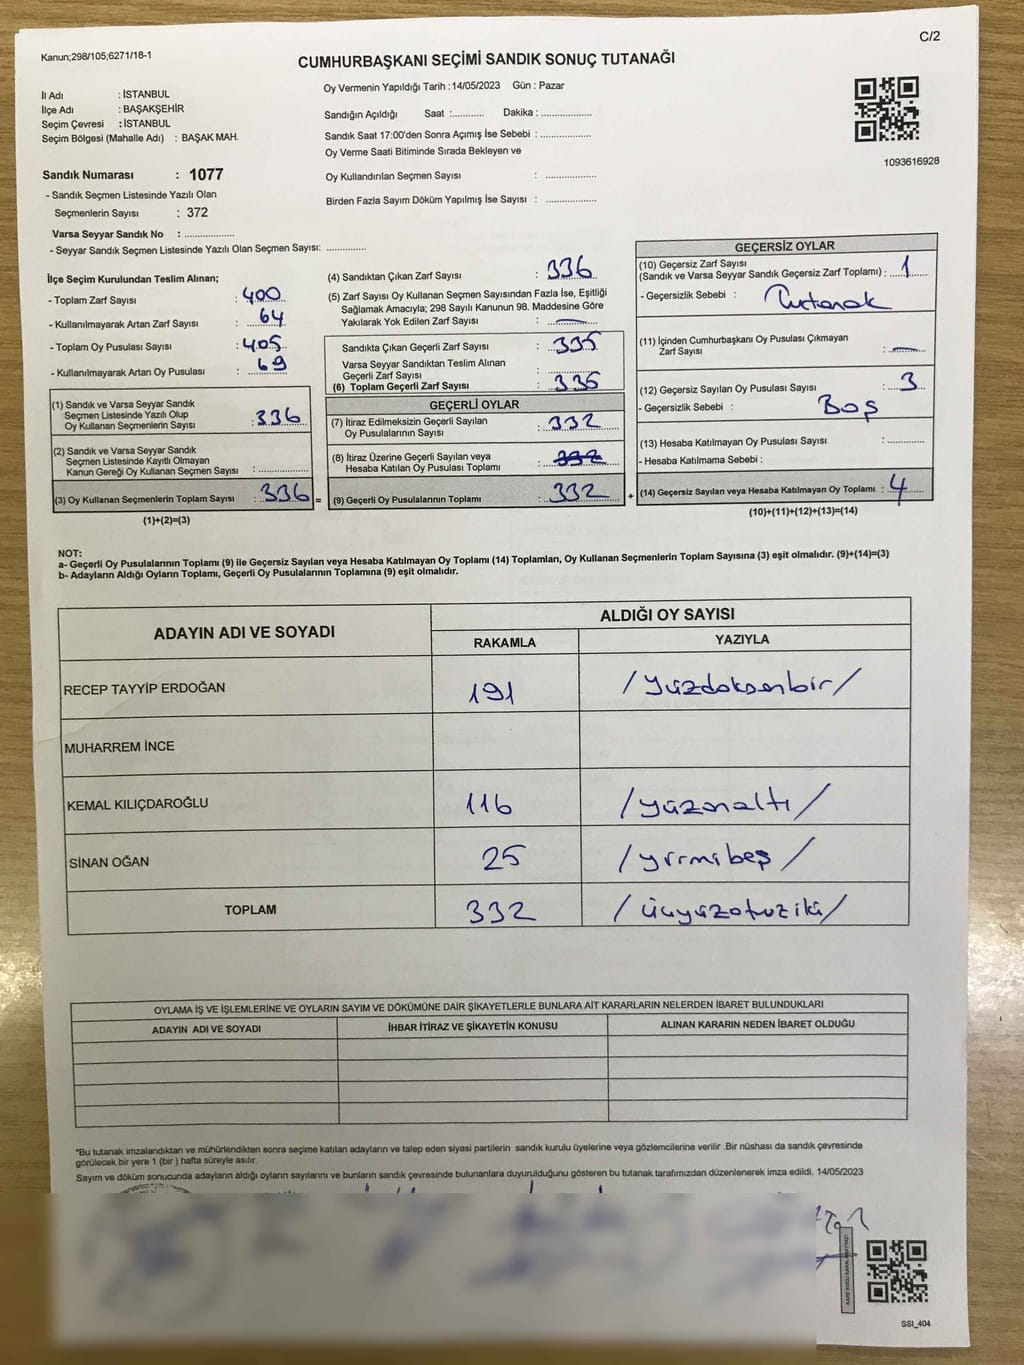 C/2
Kanun;298/105;6271/18-1
CUMHURBAŞKANI SEÇİMİ SANDIK SONUÇ TUTANAĞI
İl Adı : İSTANBUL
İlçe Adı : BAŞAKŞEHİR
Seçim Çevresi : İSTANBUL
Seçim Bölgesi (Mahalle Adı) : BAŞAK MAH.
Oy Vermenin Yapıldığı Tarih : 14/05/2023 Gün : Pazar
Sandığın Açıldığı Saat :........... Dakika : ................
Sandık Saat 17:00'den Sonra Açımış İse Sebebi : ................
Oy Verme Saati Bitiminde Sırada Bekleyen ve
Oy Kullandırılan Seçmen Sayısı : ................
Birden Fazla Sayım Döküm Yapılmış İse Sayısı : ................
1093616928
Sandık Numarası : 1077
- Sandık Seçmen Listesinde Yazılı Olan
Seçmenlerin Sayısı : 372
Varsa Seyyar Sandık No : ................
- Seyyar Sandık Seçmen Listesinde Yazılı Olan Seçmen Sayısı: ............
İlçe Seçim Kurulundan Teslim Alınan;
- Toplam Zarf Sayısı : 400
- Kullanılmayarak Artan Zarf Sayısı : 64
- Toplam Oy Pusulası Sayısı : 405
- Kullanılmayarak Artan Oy Pusulası : 69
(1) Sandık ve Varsa Seyyar Sandık
Seçmen Listesinde Yazılı Olup
Oy Kullanan Seçmenlerin Sayısı : 336
(2) Sandık ve Varsa Seyyar Sandık
Seçmen Listesinde Kayıtlı Olmayan
Kanun Gereği Oy Kullanan Seçmen Sayısı :..............
(3) Oy Kullanan Seçmenlerin Toplam Sayısı : 336 =
(1)+(2)=(3)
(4) Sandıktan Çıkan Zarf Sayısı : 336
(5) Zarf Sayısı Oy Kullanan Seçmen Sayısından Fazla İse, Eşitliği
Sağlamak Amacıyla; 298 Sayılı Kanunun 98. Maddesine Göre
Yakılarak Yok Edilen Zarf Sayısı : —
Sandıkta Çıkan Geçerli Zarf Sayısı : 335
Varsa Seyyar Sandıktan Teslim Alınan
Geçerli Zarf Sayısı :..............
(6) Toplam Geçerli Zarf Sayısı : 335
GEÇERLİ OYLAR
(7) İtiraz Edilmeksizin Geçerli Sayılan
Oy Pusulalarının Sayısı : 332
(8) İtiraz Üzerine Geçerli Sayılan veya
Hesaba Katılan Oy Pusulası Toplamı : 332
(9) Geçerli Oy Pusulalarının Toplamı : 332 +
GEÇERSİZ OYLAR
(10) Geçersiz Zarf Sayısı
(Sandık ve Varsa Seyyar Sandık Geçersiz Zarf Toplamı) : 1
- Geçersizlik Sebebi : Tutanak
(11) İçinden Cumhurbaşkanı Oy Pusulası Çıkmayan
Zarf Sayısı : —
(12) Geçersiz Sayılan Oy Pusulası Sayısı : 3
- Geçersizlik Sebebi : Boş
(13) Hesaba Katılmayan Oy Pusulası Sayısı :..............
- Hesaba Katılmama Sebebi :
(14) Geçersiz Sayılan veya Hesaba Katılmayan Oy Toplamı : 4
(10)+(11)+(12)+(13)=(14)
NOT:
a- Geçerli Oy Pusulalarının Toplamı (9) ile Geçersiz Sayılan veya Hesaba Katılmayan Oy Toplamı (14) Toplamları, Oy Kullanan Seçmenlerin Toplam Sayısına (3) eşit olmalıdır. (9)+(14)=(3)
b- Adayların Aldığı Oyların Toplamı, Geçerli Oy Pusulalarının Toplamına (9) eşit olmalıdır.
ADAYIN ADI VE SOYADI ALDIĞI OY SAYISI
RAKAMLA YAZIYLA
RECEP TAYYİP ERDOĞAN 191 /yüzdoksanbir/
MUHARREM İNCE
KEMAL KILIÇDAROĞLU 116 /yüzonaltı/
SİNAN OĞAN 25 /yirmibeş/
TOPLAM 332 /üçyüzotuziki/
OYLAMA İŞ VE İŞLEMLERİNE VE OYLARIN SAYIM VE DÖKÜMÜNE DAİR ŞİKAYETLERLE BUNLARA AİT KARARLARIN NELERDEN İBARET BULUNDUKLARI
ADAYIN ADI VE SOYADI İHBAR İTİRAZ VE ŞİKAYETİN KONUSU ALINAN KARARIN NEDEN İBARET OLDUĞU
*Bu tutanak imzalandıktan ve mühürlendikten sonra seçime katılan adayların ve talep eden siyasi partilerin sandık kurulu üyelerine veya gözlemcilerine verilir .Bir nüshası da sandık çevresinde
görülecek bir yere 1 (bir ) hafta süreyle asılır.
Sayım ve döküm sonucunda adayların aldığı oyların sayılarını ve bunların sandık çevresinde bulunanlara duyurulduğunu gösteren bu tutanak tarafımızdan düzenlenerek imza edildi. 14/05/2023
SSI_404